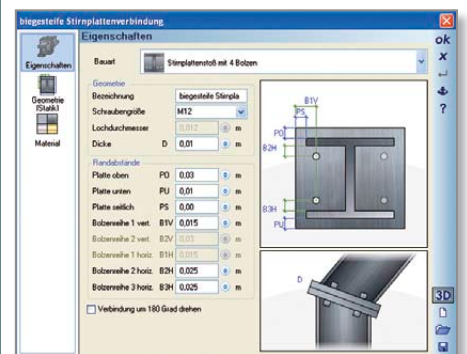 biegesteife Stirnplattenverbindung
Eigenschaften
ok
x
?
Eigenschaften
Geometrie
(Stahl)
Material
Bauart Stirnplattenstoß mit 4 Bolzen
Geometrie
Bezeichnung biegesteife Stirnpla
Schraubengröße M12
Lochdurchmesser 0,012 m
Dicke D 0,01 m
Randabstände
Platte oben PO 0,03 m
Platte unten PU 0,01 m
Platte seitlich PS 0,00 m
Bolzenreihe 1 vert. B1V 0,015 m
Bolzenreihe 2 vert. B2V 0,03 m
Bolzenreihe 1 horiz. B1H 0,015 m
Bolzenreihe 2 horiz. B2H 0,025 m
Bolzenreihe 3 horiz. B3H 0,025 m
Verbindung um 180 Grad drehen
B1V
PS
PO
B2H
B3H
PU
D
3D